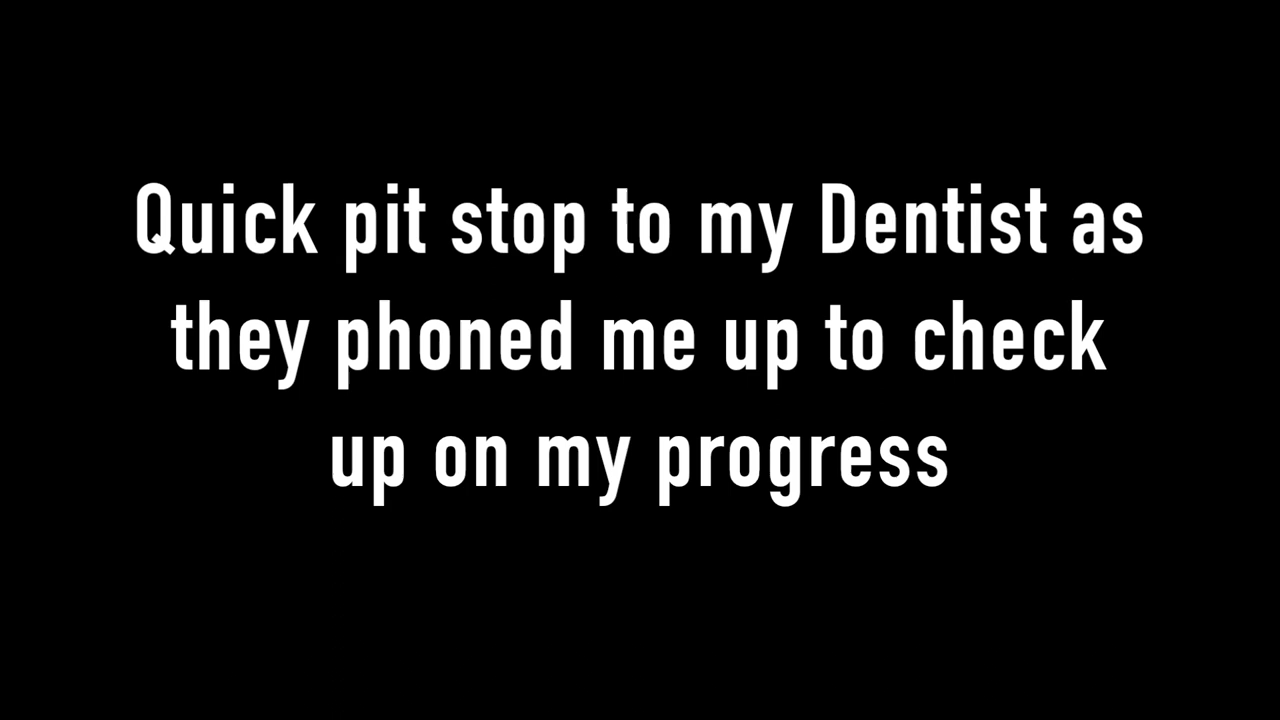 Quick pit stop to my Dentist as
they phoned me up to check
up on my progress